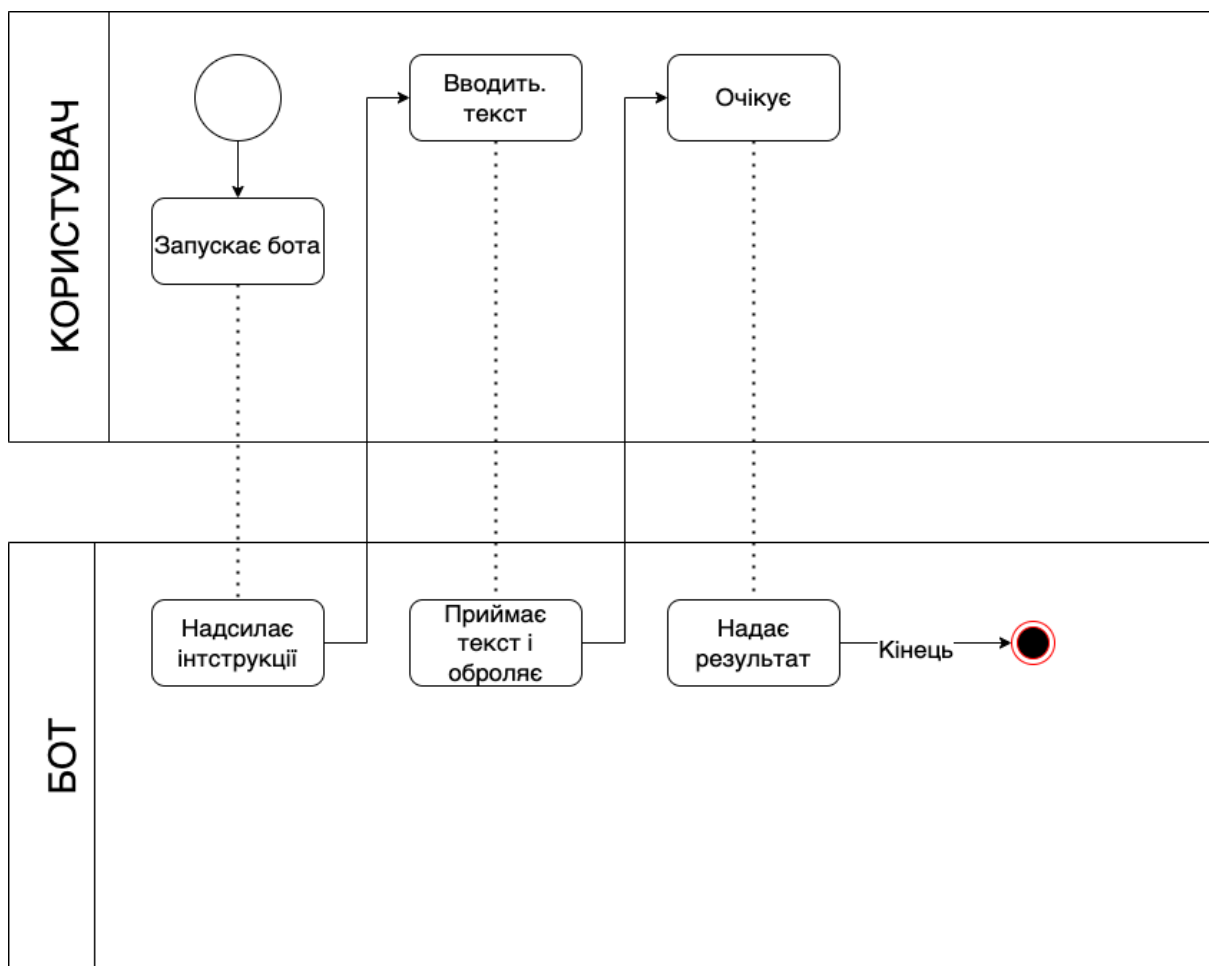 КОРИСТУВАЧ
Вводить.
текст
Очікує
Запускає бота
БОТ
Надсилає
інтструкції
Приймає
текст і
оброляє
Надає
результат
Кінець